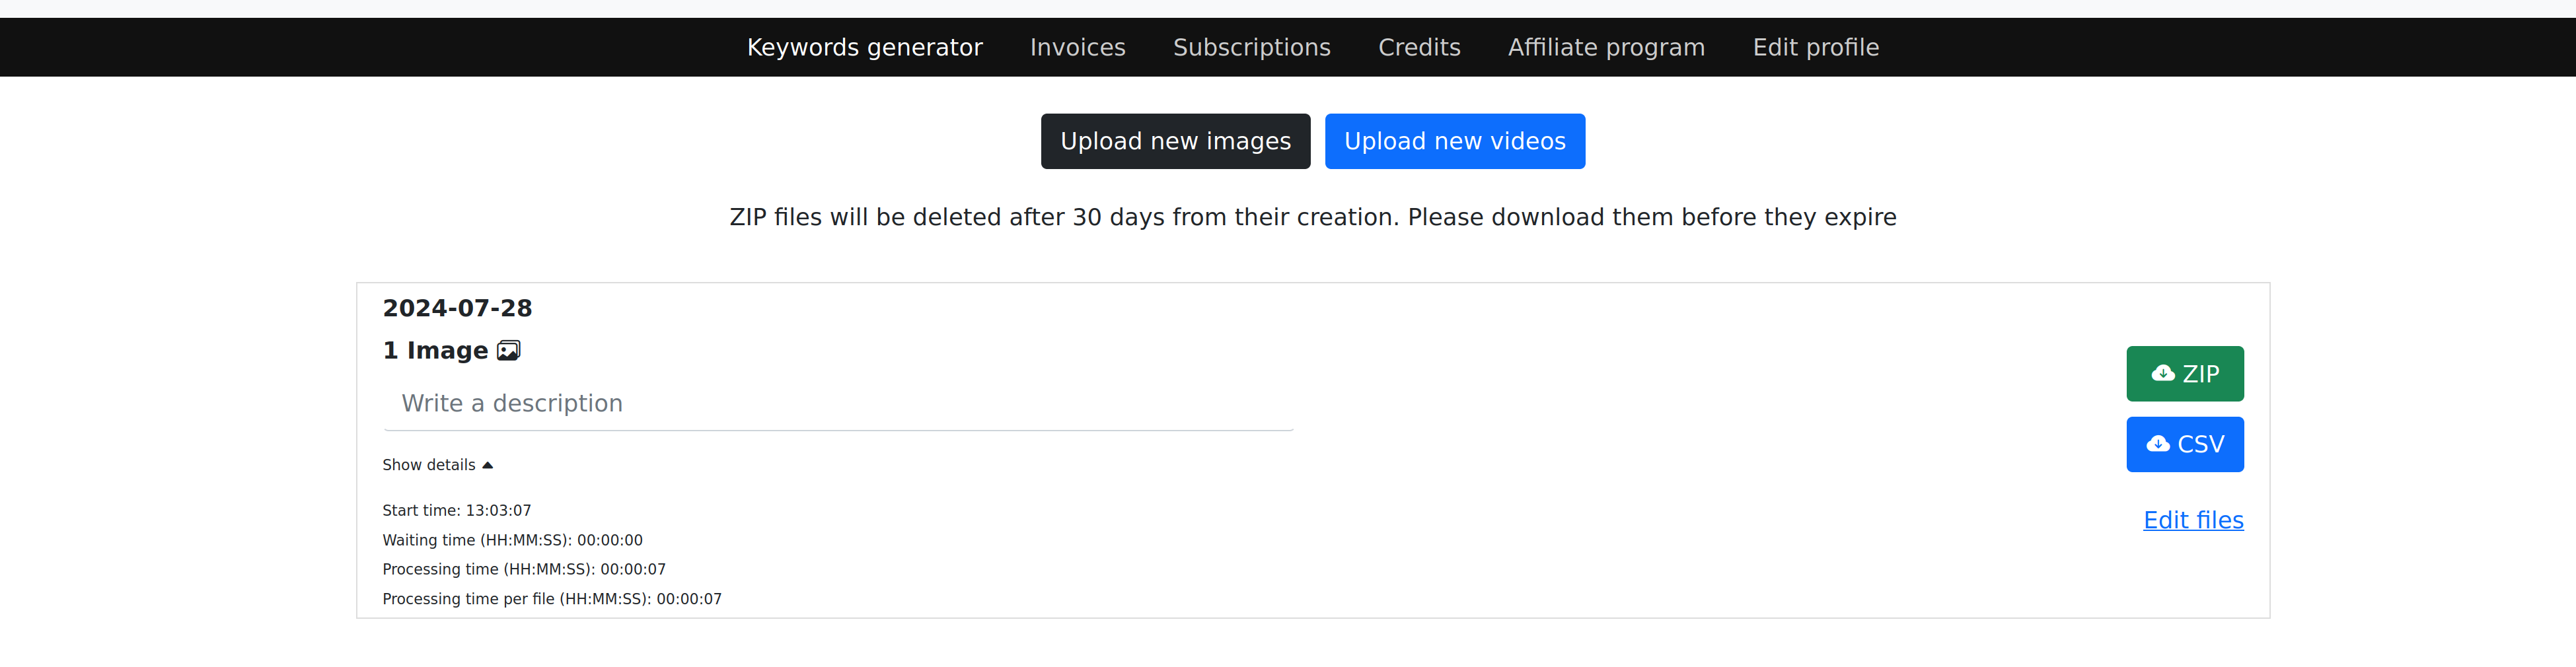 Keywords generator Invoices Subscriptions Credits Affiliate program Edit profile
Upload new images Upload new videos
ZIP files will be deleted after 30 days from their creation. Please download them before they expire
2024-07-28
1 Image
ZIP
Write a description
CSV
Show details
Start time: 13:03:07
Edit files
Waiting time (HH:MM:SS): 00:00:00
Processing time (HH:MM:SS): 00:00:07
Processing time per file (HH:MM:SS): 00:00:07